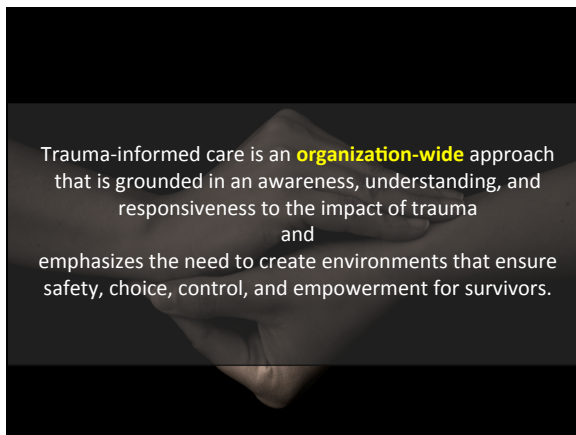 Trauma-informed care is an organization-wide approach
that is grounded in an awareness, understanding, and
responsiveness to the impact of trauma
and
emphasizes the need to create environments that ensure
safety, choice, control, and empowerment for survivors.